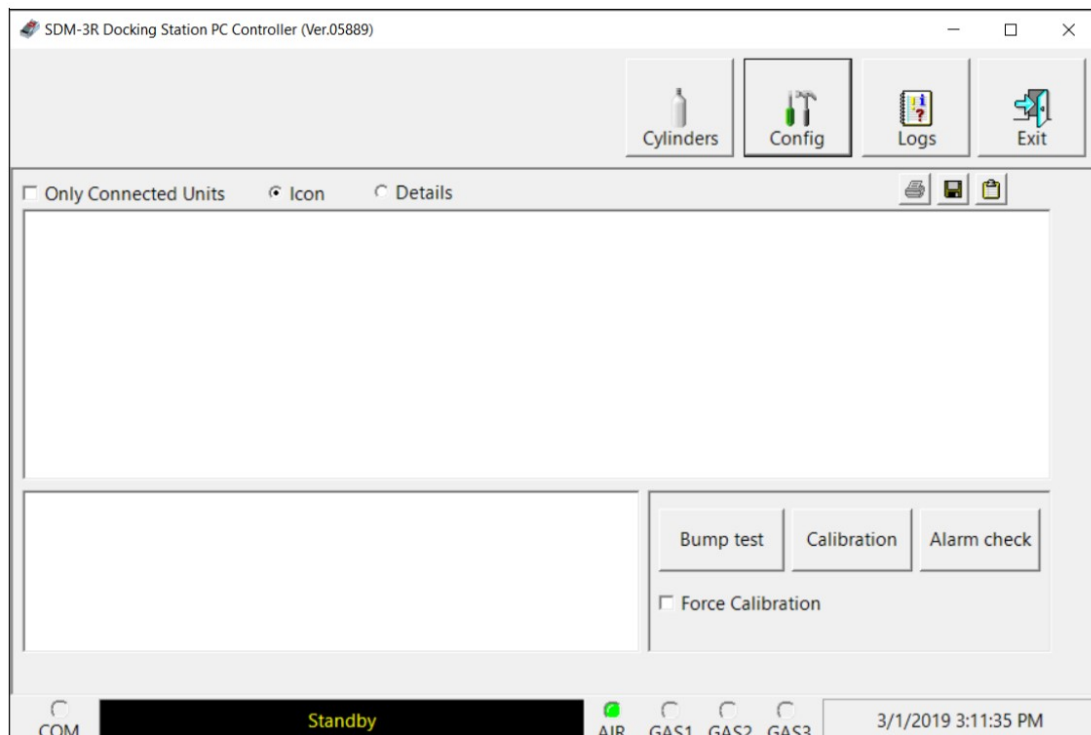 SDM-3R Docking Station PC Controller (Ver.05889)
Cylinders Config Logs Exit
Only Connected Units Icon Details
Bump test Calibration Alarm check
Force Calibration
COM Standby AIR GAS1 GAS2 GAS3 3/1/2019 3:11:35 PM